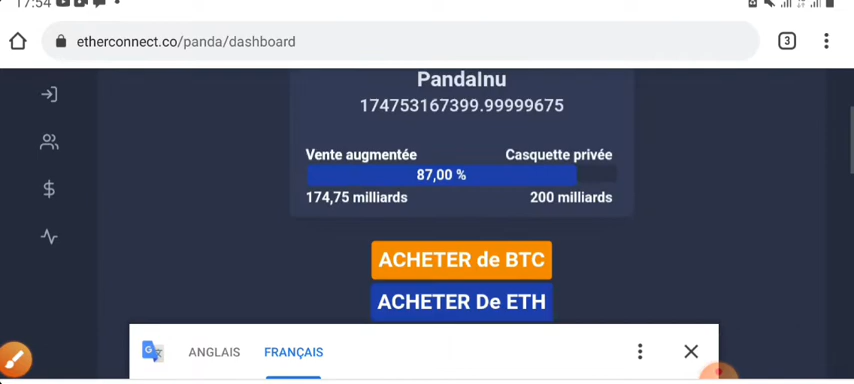 17:54
etherconnect.co/panda/dashboard
3
PandaInu
174753167399.99999675
Vente augmentée Casquette privée
87,00 %
174,75 milliards 200 milliards
ACHETER de BTC
ACHETER De ETH
ANGLAIS FRANÇAIS